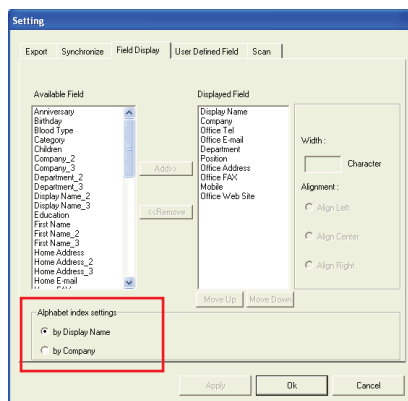 Setting
Export Synchronize Field Display User Defined Field Scan
Available Field
Anniversary
Birthday
Blood Type
Category
Children
Company_2
Company_3
Department_2
Department_3
Display Name_2
Display Name_3
Education
First Name
First Name_2
First Name_3
Home Address
Home Address_2
Home Address_3
Home E-mail
Home FAX
Add>>
<<Remove
Displayed Field
Display Name
Company
Office Tel
Office E-mail
Department
Position
Office Address
Office FAX
Mobile
Office Web Site
Move Up Move Down
Width :
Character
Alignment :
Align Left
Align Center
Align Right
Alphabet index settings
by Display Name
by Company
Apply Ok Cancel